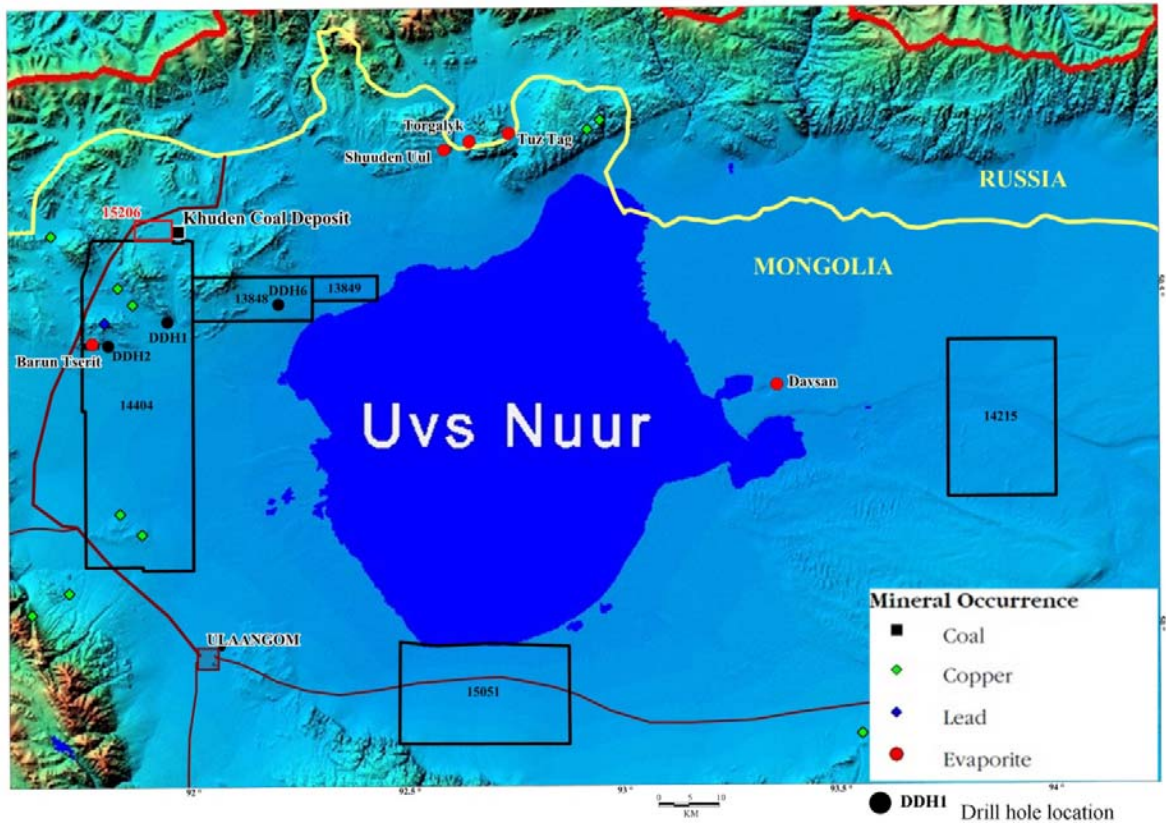 Torgalyk
Tuz Tag
Shuuden Uul
RUSSIA
15206
Khuden Coal Deposit
MONGOLIA
13848
DDH6
13849
DDH1
Barun Tserit
DDH2
Davsan
14404
Uvs Nuur
14215
ULAANGOM
15051
Mineral Occurrence
Coal
Copper
Lead
Evaporite
92°
92.5°
93°
93.5°
94°
0 5 10
KM
DDH1 Drill hole location